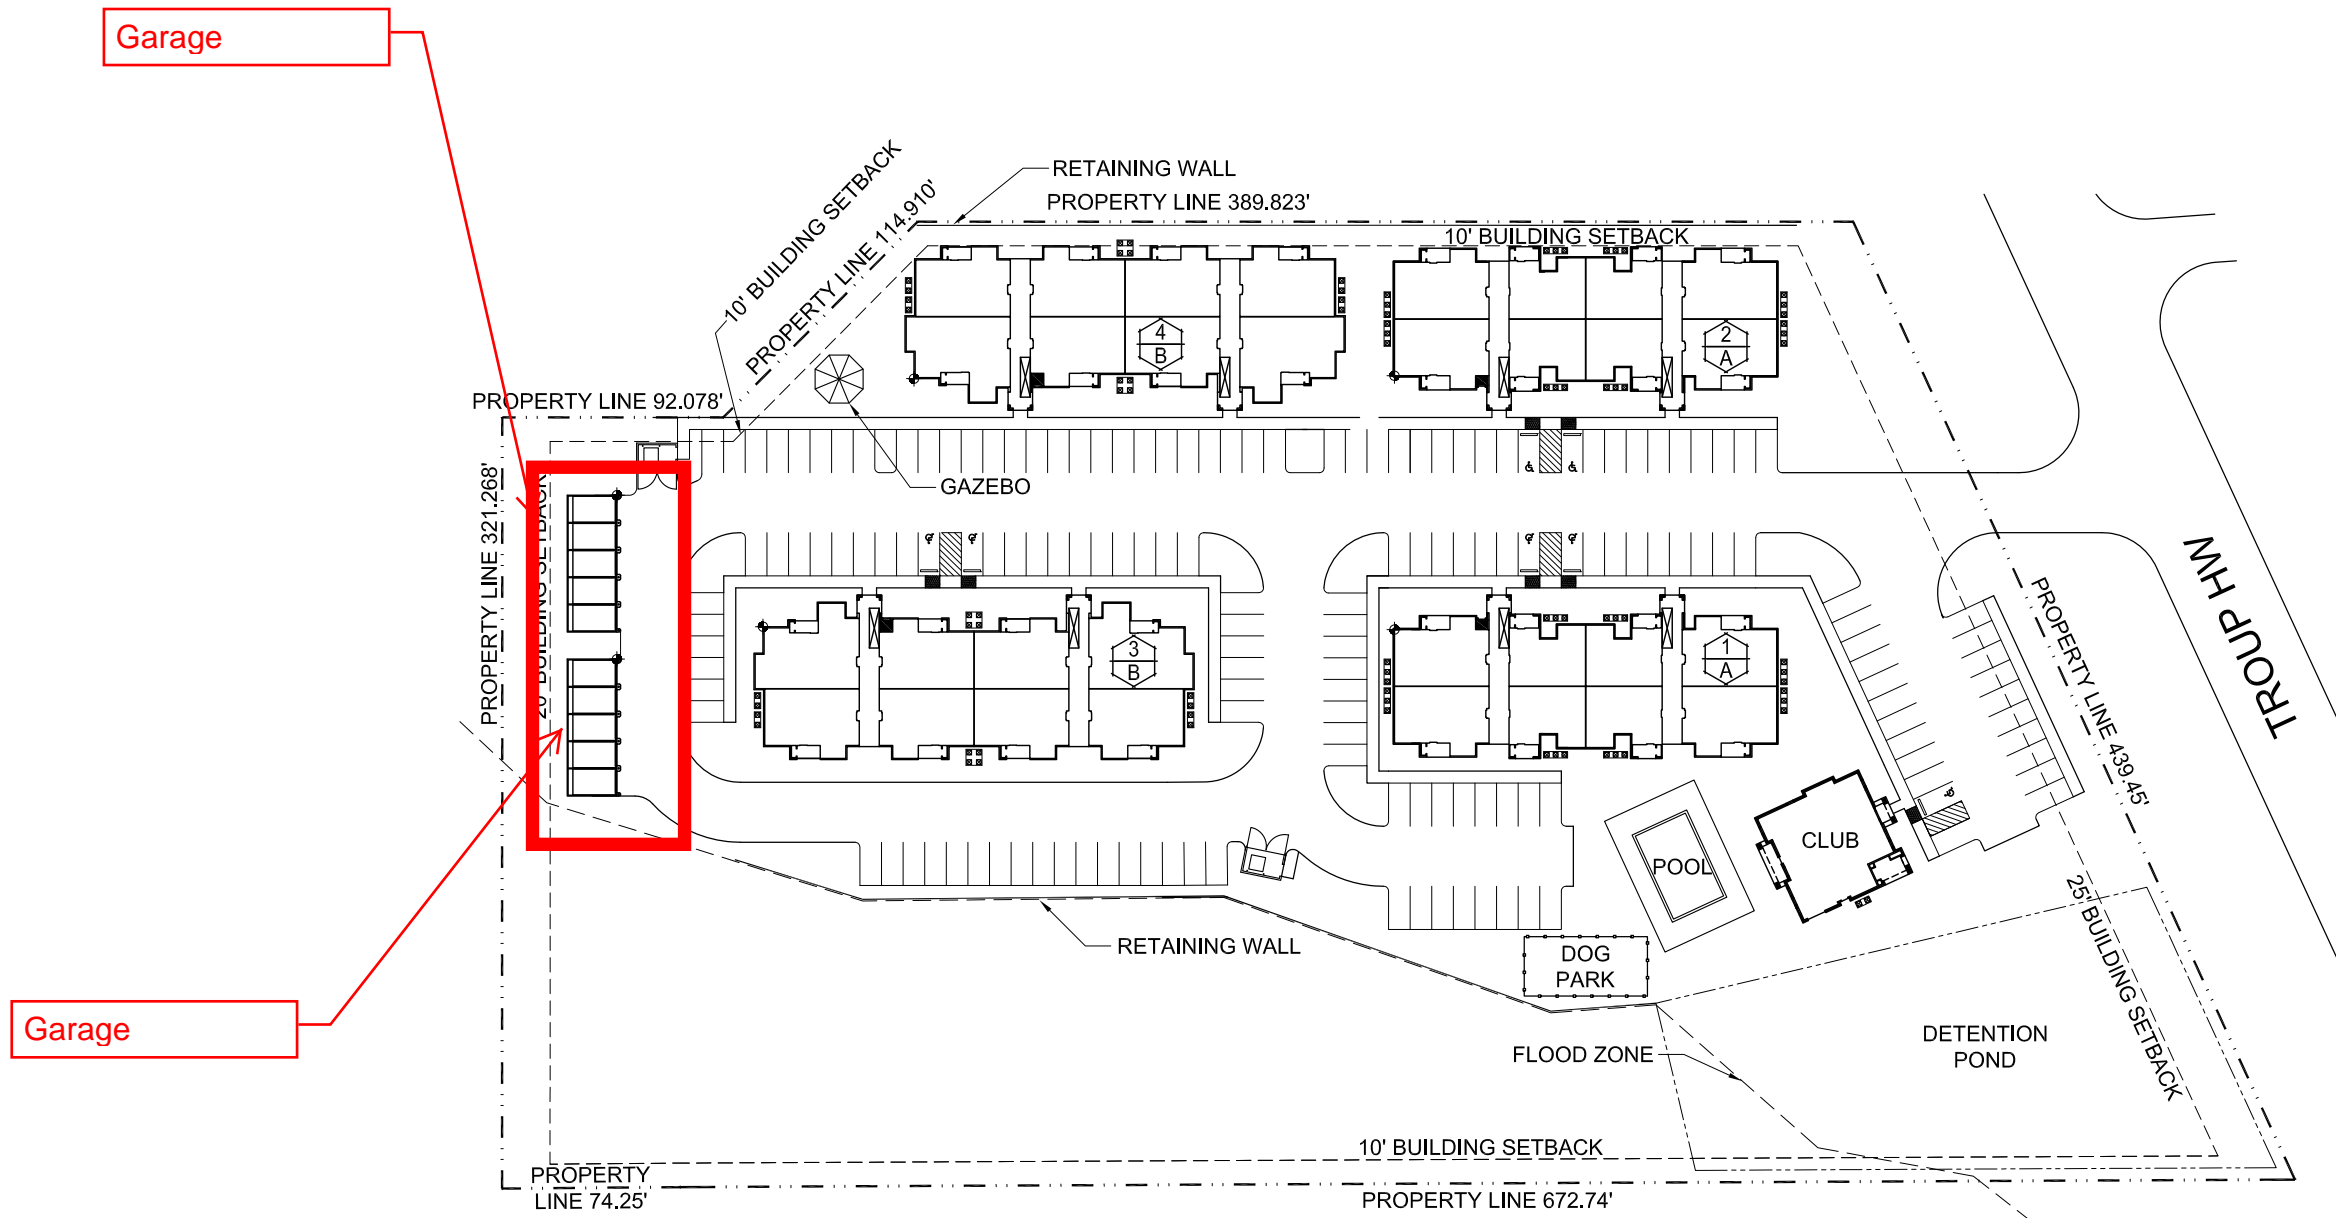 Garage
RETAINING WALL
PROPERTY LINE 389.823'
10' BUILDING SETBACK
PROPERTY LINE 114.910'
10' BUILDING SETBACK
4
B
2
A
PROPERTY LINE 92.078'
GAZEBO
PROPERTY LINE 321.268'
20' BUILDING SETBACK
TROUP HW
PROPERTY LINE 439.45'
3
B
1
A
CLUB
POOL
25' BUILDING SETBACK
RETAINING WALL
DOG
PARK
Garage
FLOOD ZONE
DETENTION
POND
10' BUILDING SETBACK
PROPERTY
LINE 74.25'
PROPERTY LINE 672.74'